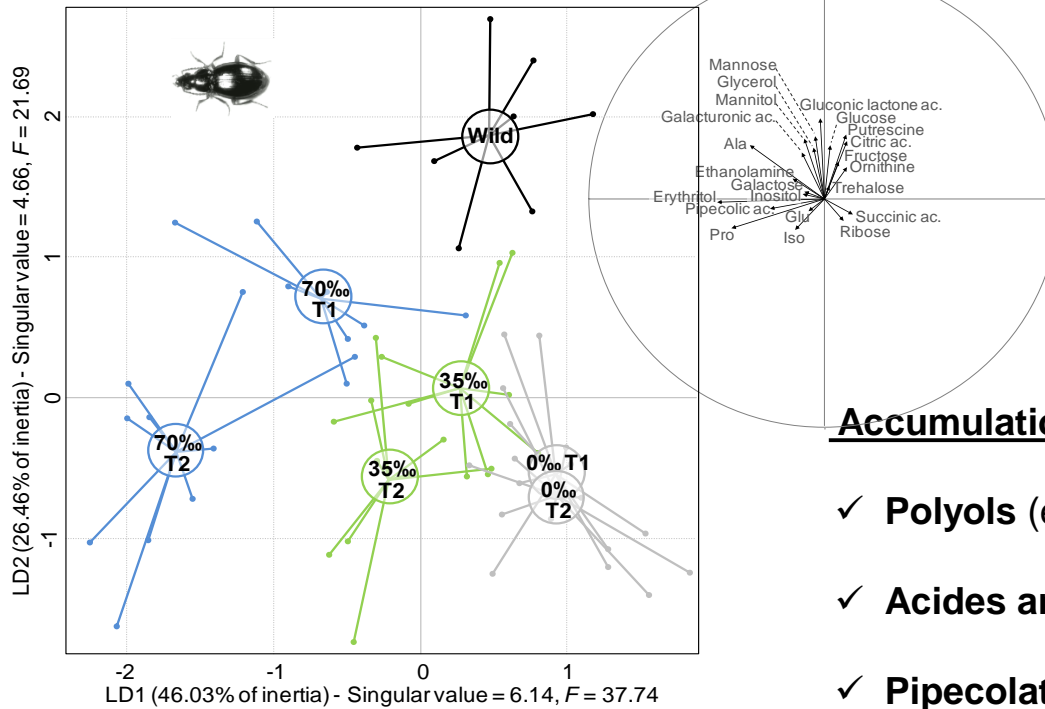 LD2 (26.46% of inertia) - Singular value = 4.66, F = 21.69
2
1
0
-1
-2
-1
0
1
LD1 (46.03% of inertia) - Singular value = 6.14, F = 37.74
Wild
70‰
T1
70‰
T2
35‰
T1
35‰
T2
0‰ T1
0‰
T2
Mannose
Glycerol
Mannitol
Galacturonic ac.
Ala
Ethanolamine
Galactose
Erythritol
Inositol
Pipecolic ac.
Glu
Pro
Iso
Gluconic lactone ac.
Glucose
Putrescine
Citric ac.
Fructose
Ornithine
Trehalose
Succinic ac.
Ribose
Accumulatio
✓ Polyols (e
✓ Acides a
✓ Pipecolat